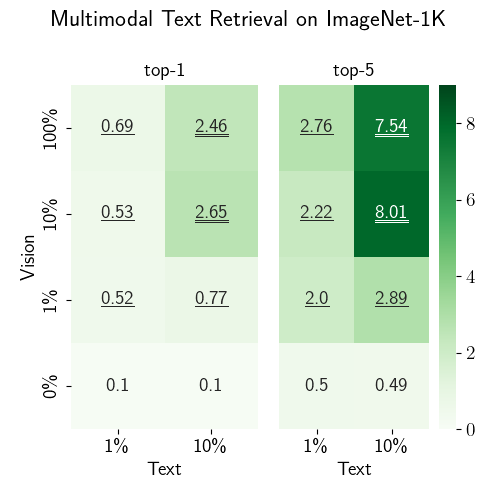 Multimodal Text Retrieval on ImageNet-1K
top-1 top-5
100% 0.69 2.46 2.76 7.54 8
10% 0.53 2.65 2.22 8.01 6
Vision
1% 0.52 0.77 2.0 2.89 4
2
0% 0.1 0.1 0.5 0.49 0
1% 10% 1% 10%
Text Text